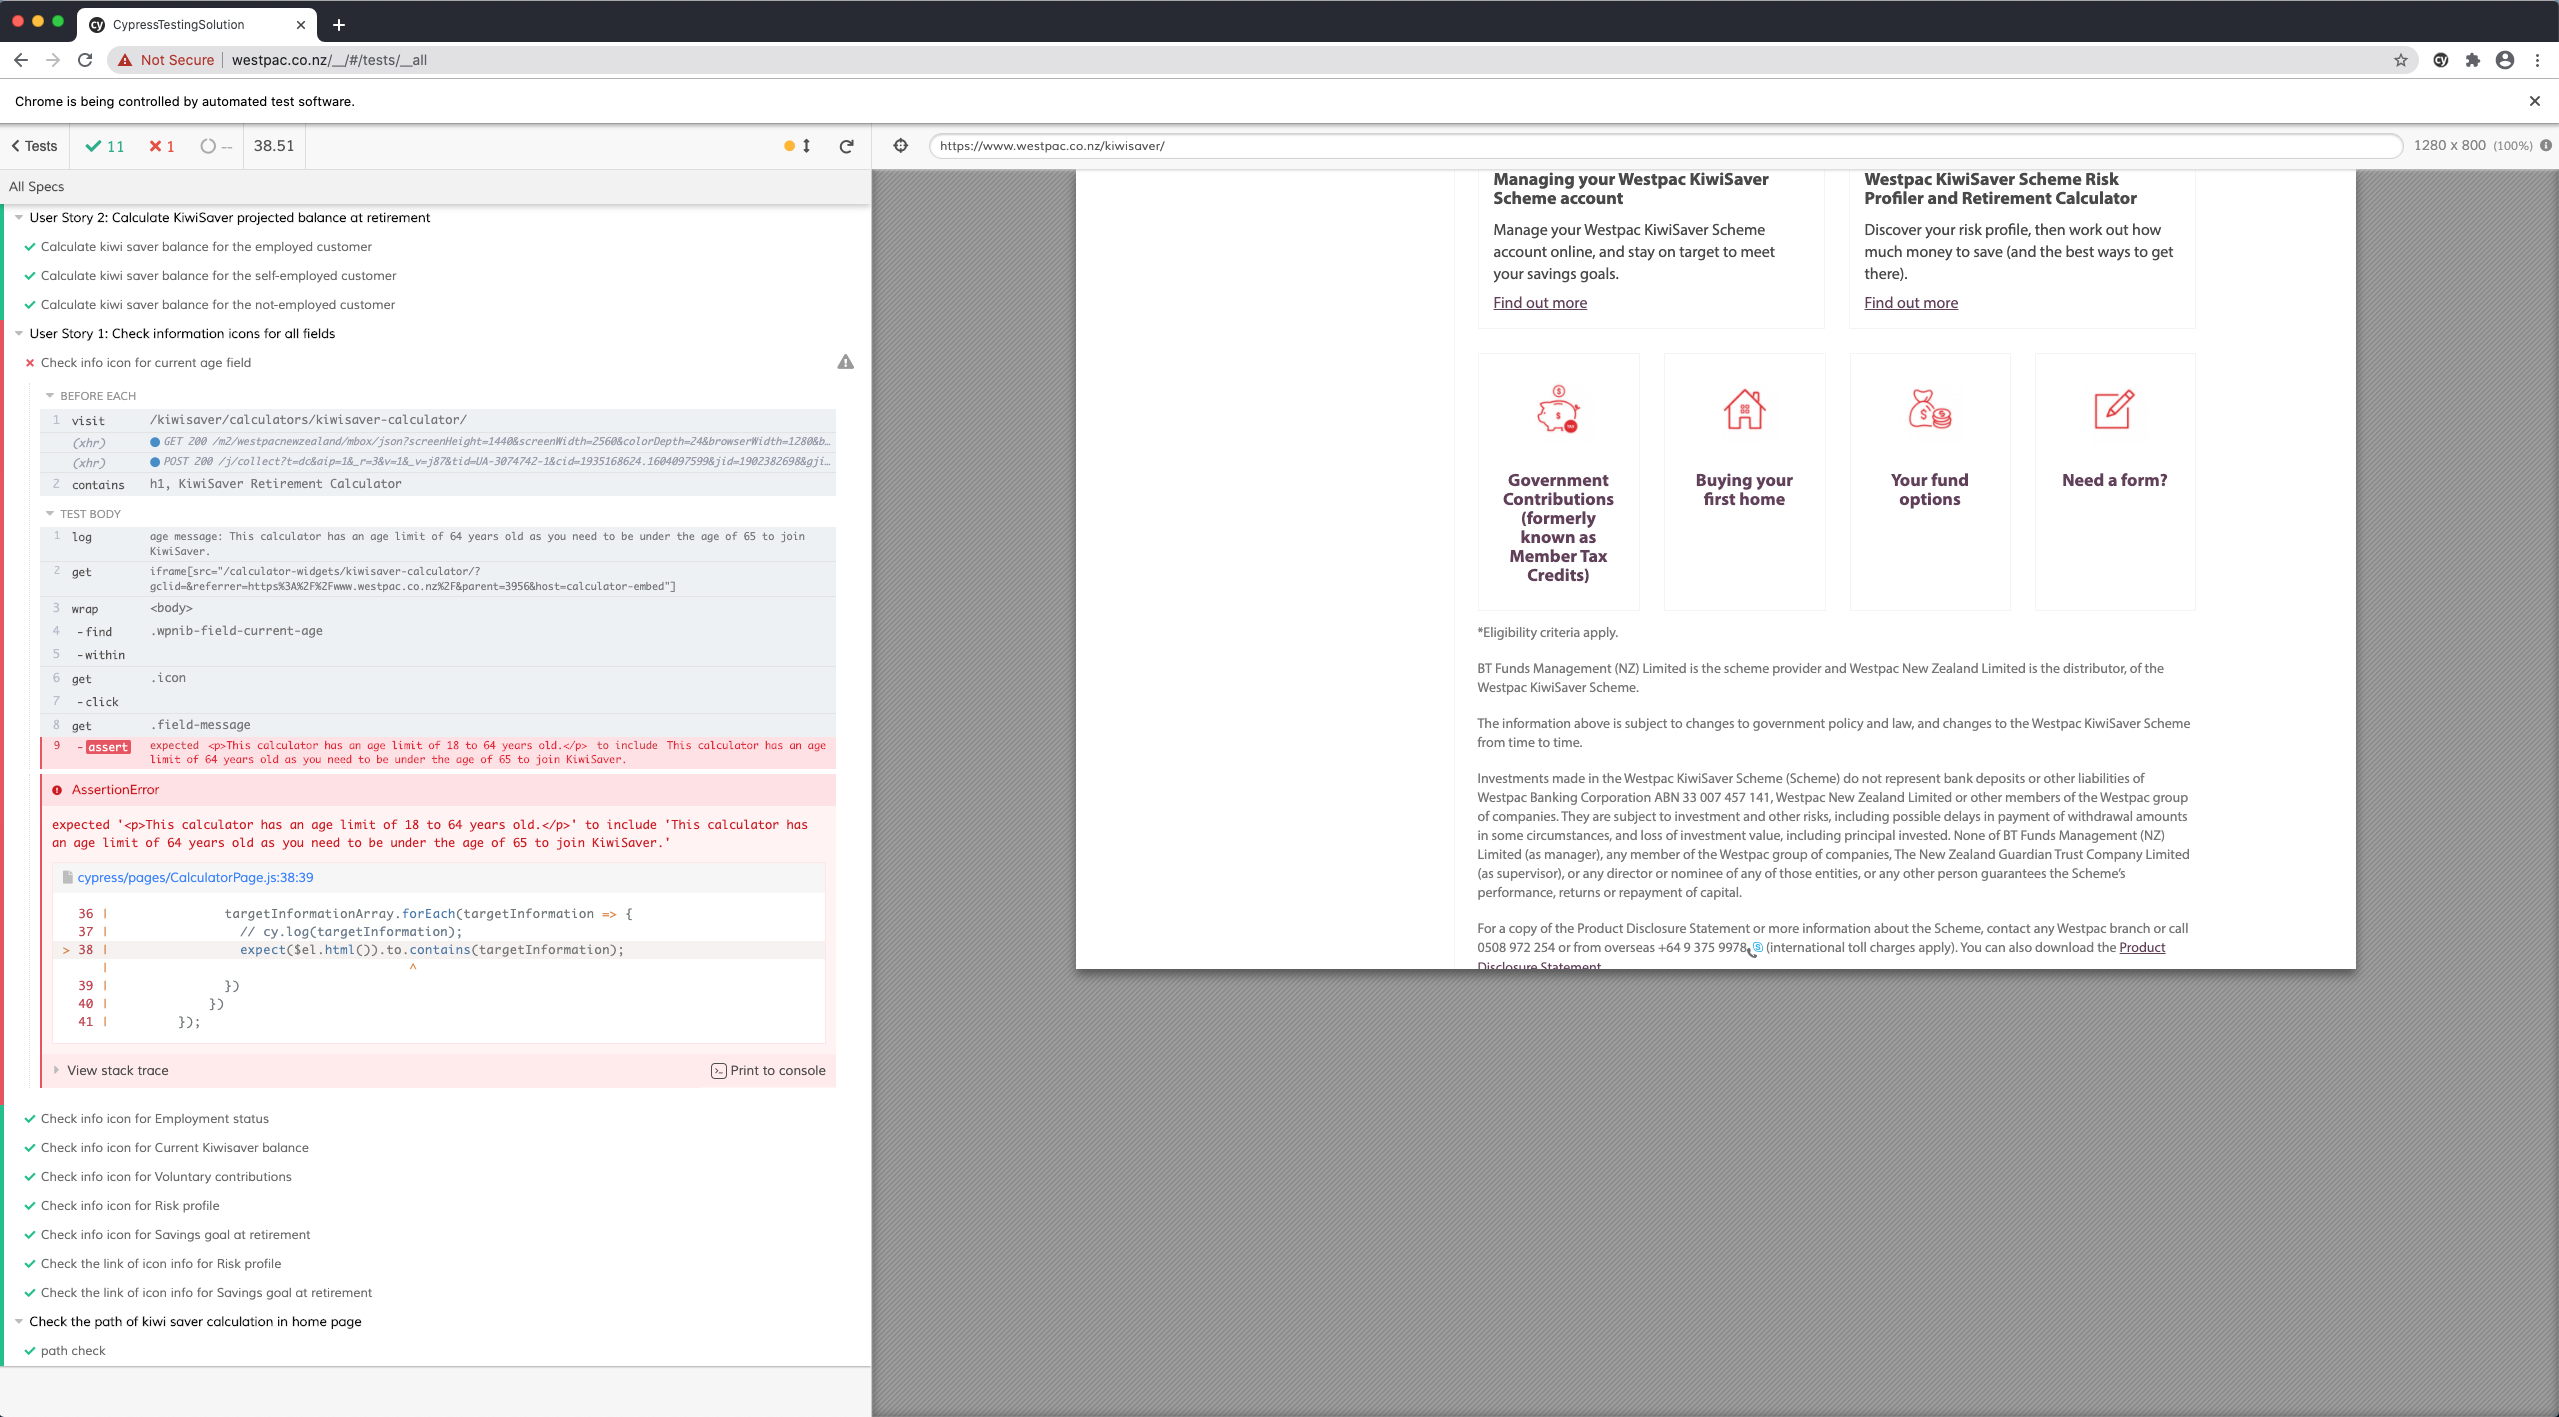 CypressTestingSolution
Not Secure westpac.co.nz/__/#/tests/__all
Chrome is being controlled by automated test software.
Tests 11 1 -- 38.51
https://www.westpac.co.nz/kiwisaver/
1280 x 800 (100%)
All Specs
User Story 2: Calculate KiwiSaver projected balance at retirement
Calculate kiwi saver balance for the employed customer
Calculate kiwi saver balance for the self-employed customer
Calculate kiwi saver balance for the not-employed customer
User Story 1: Check information icons for all fields
Check info icon for current age field
BEFORE EACH
1 visit /kiwisaver/calculators/kiwisaver-calculator/
(xhr) GET 200 /m2/westpacnewzealand/mbox/json?screenHeight=1440&screenWidth=2560&colorDepth=24&browserWidth=1280&b…
(xhr) POST 200 /j/collect?t=dc&aip=1&_r=3&v=1&_v=j87&tid=UA-3074742-1&cid=1935168624.1604097599&jid=1902382698&gji…
2 contains h1, KiwiSaver Retirement Calculator
TEST BODY
1 log age message: This calculator has an age limit of 64 years old as you need to be under the age of 65 to join
KiwiSaver.
2 get iframe[src="/calculator-widgets/kiwisaver-calculator/?
gclid=&referrer=https%3A%2F%2Fwww.westpac.co.nz%2F&parent=3956&host=calculator-embed"]
3 wrap <body>
4 -find .wpnib-field-current-age
5 -within
6 get .icon
7 -click
8 get .field-message
9 -assert expected <p>This calculator has an age limit of 18 to 64 years old.</p> to include This calculator has an age
limit of 64 years old as you need to be under the age of 65 to join KiwiSaver.
AssertionError
expected '<p>This calculator has an age limit of 18 to 64 years old.</p>' to include 'This calculator has
an age limit of 64 years old as you need to be under the age of 65 to join KiwiSaver.'
cypress/pages/CalculatorPage.js:38:39
36 | targetInformationArray.forEach(targetInformation => {
37 | // cy.log(targetInformation);
> 38 | expect($el.html()).to.contains(targetInformation);
| ^
39 | })
40 | })
41 | });
View stack trace
Print to console
Check info icon for Employment status
Check info icon for Current Kiwisaver balance
Check info icon for Voluntary contributions
Check info icon for Risk profile
Check info icon for Savings goal at retirement
Check the link of icon info for Risk profile
Check the link of icon info for Savings goal at retirement
Check the path of kiwi saver calculation in home page
path check
Managing your Westpac KiwiSaver
Scheme account
Manage your Westpac KiwiSaver Scheme
account online, and stay on target to meet
your savings goals.
Find out more
Westpac KiwiSaver Scheme Risk
Profiler and Retirement Calculator
Discover your risk profile, then work out how
much money to save (and the best ways to get
there).
Find out more
Government
Contributions
(formerly
known as
Member Tax
Credits)
Buying your
first home
Your fund
options
Need a form?
*Eligibility criteria apply.
BT Funds Management (NZ) Limited is the scheme provider and Westpac New Zealand Limited is the distributor, of the
Westpac KiwiSaver Scheme.
The information above is subject to changes to government policy and law, and changes to the Westpac KiwiSaver Scheme
from time to time.
Investments made in the Westpac KiwiSaver Scheme (Scheme) do not represent bank deposits or other liabilities of
Westpac Banking Corporation ABN 33 007 457 141, Westpac New Zealand Limited or other members of the Westpac group
of companies. They are subject to investment and other risks, including possible delays in payment of withdrawal amounts
in some circumstances, and loss of investment value, including principal invested. None of BT Funds Management (NZ)
Limited (as manager), any member of the Westpac group of companies, The New Zealand Guardian Trust Company Limited
(as supervisor), or any director or nominee of any of those entities, or any other person guarantees the Scheme's
performance, returns or repayment of capital.
For a copy of the Product Disclosure Statement or more information about the Scheme, contact any Westpac branch or call
0508 972 254 or from overseas +64 9 375 9978 (international toll charges apply). You can also download the Product
Disclosure Statement